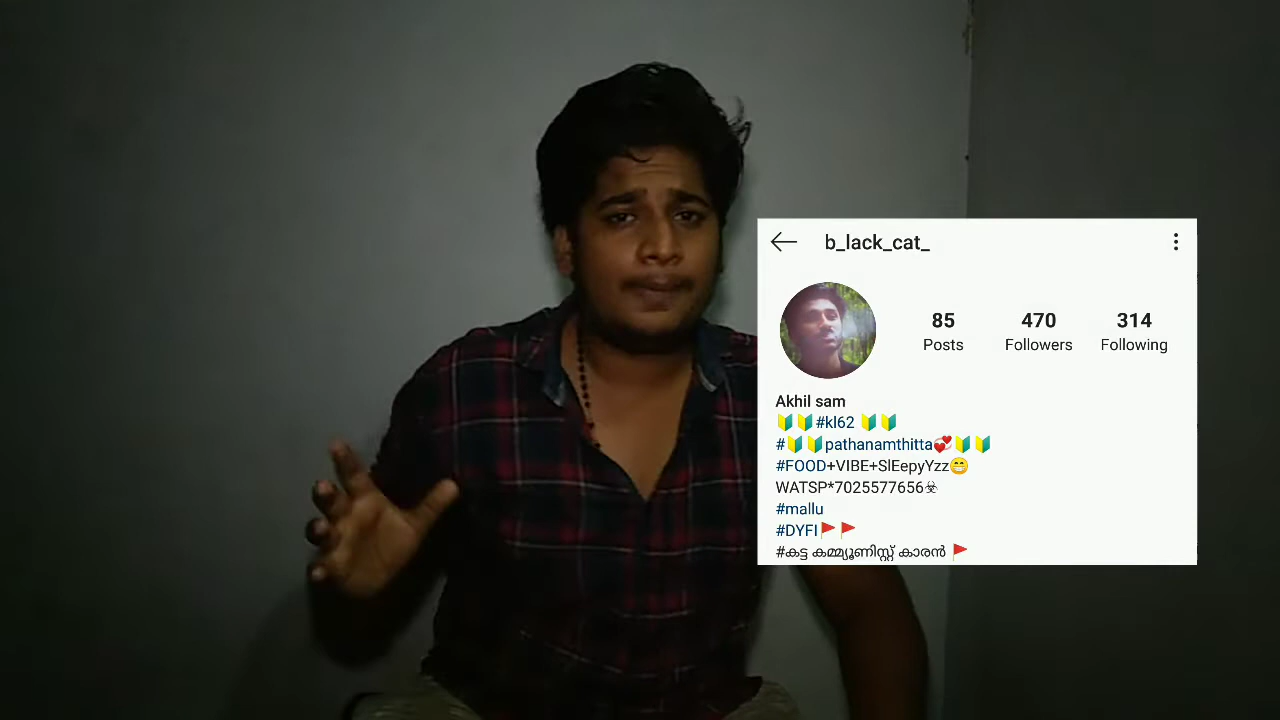 b_lack_cat_
85 470 314
Posts Followers Following
Akhil sam
🔰🔰#kl62 🔰🔰
#🔰🔰pathanamthitta💞🔰🔰
#FOOD+VIBE+SlEepyYzz😁
WATSP*7025577656☣
#mallu
#DYFI🚩🚩
#കട്ട കമ്മ്യൂണിസ്റ്റ് കാരൻ 🚩